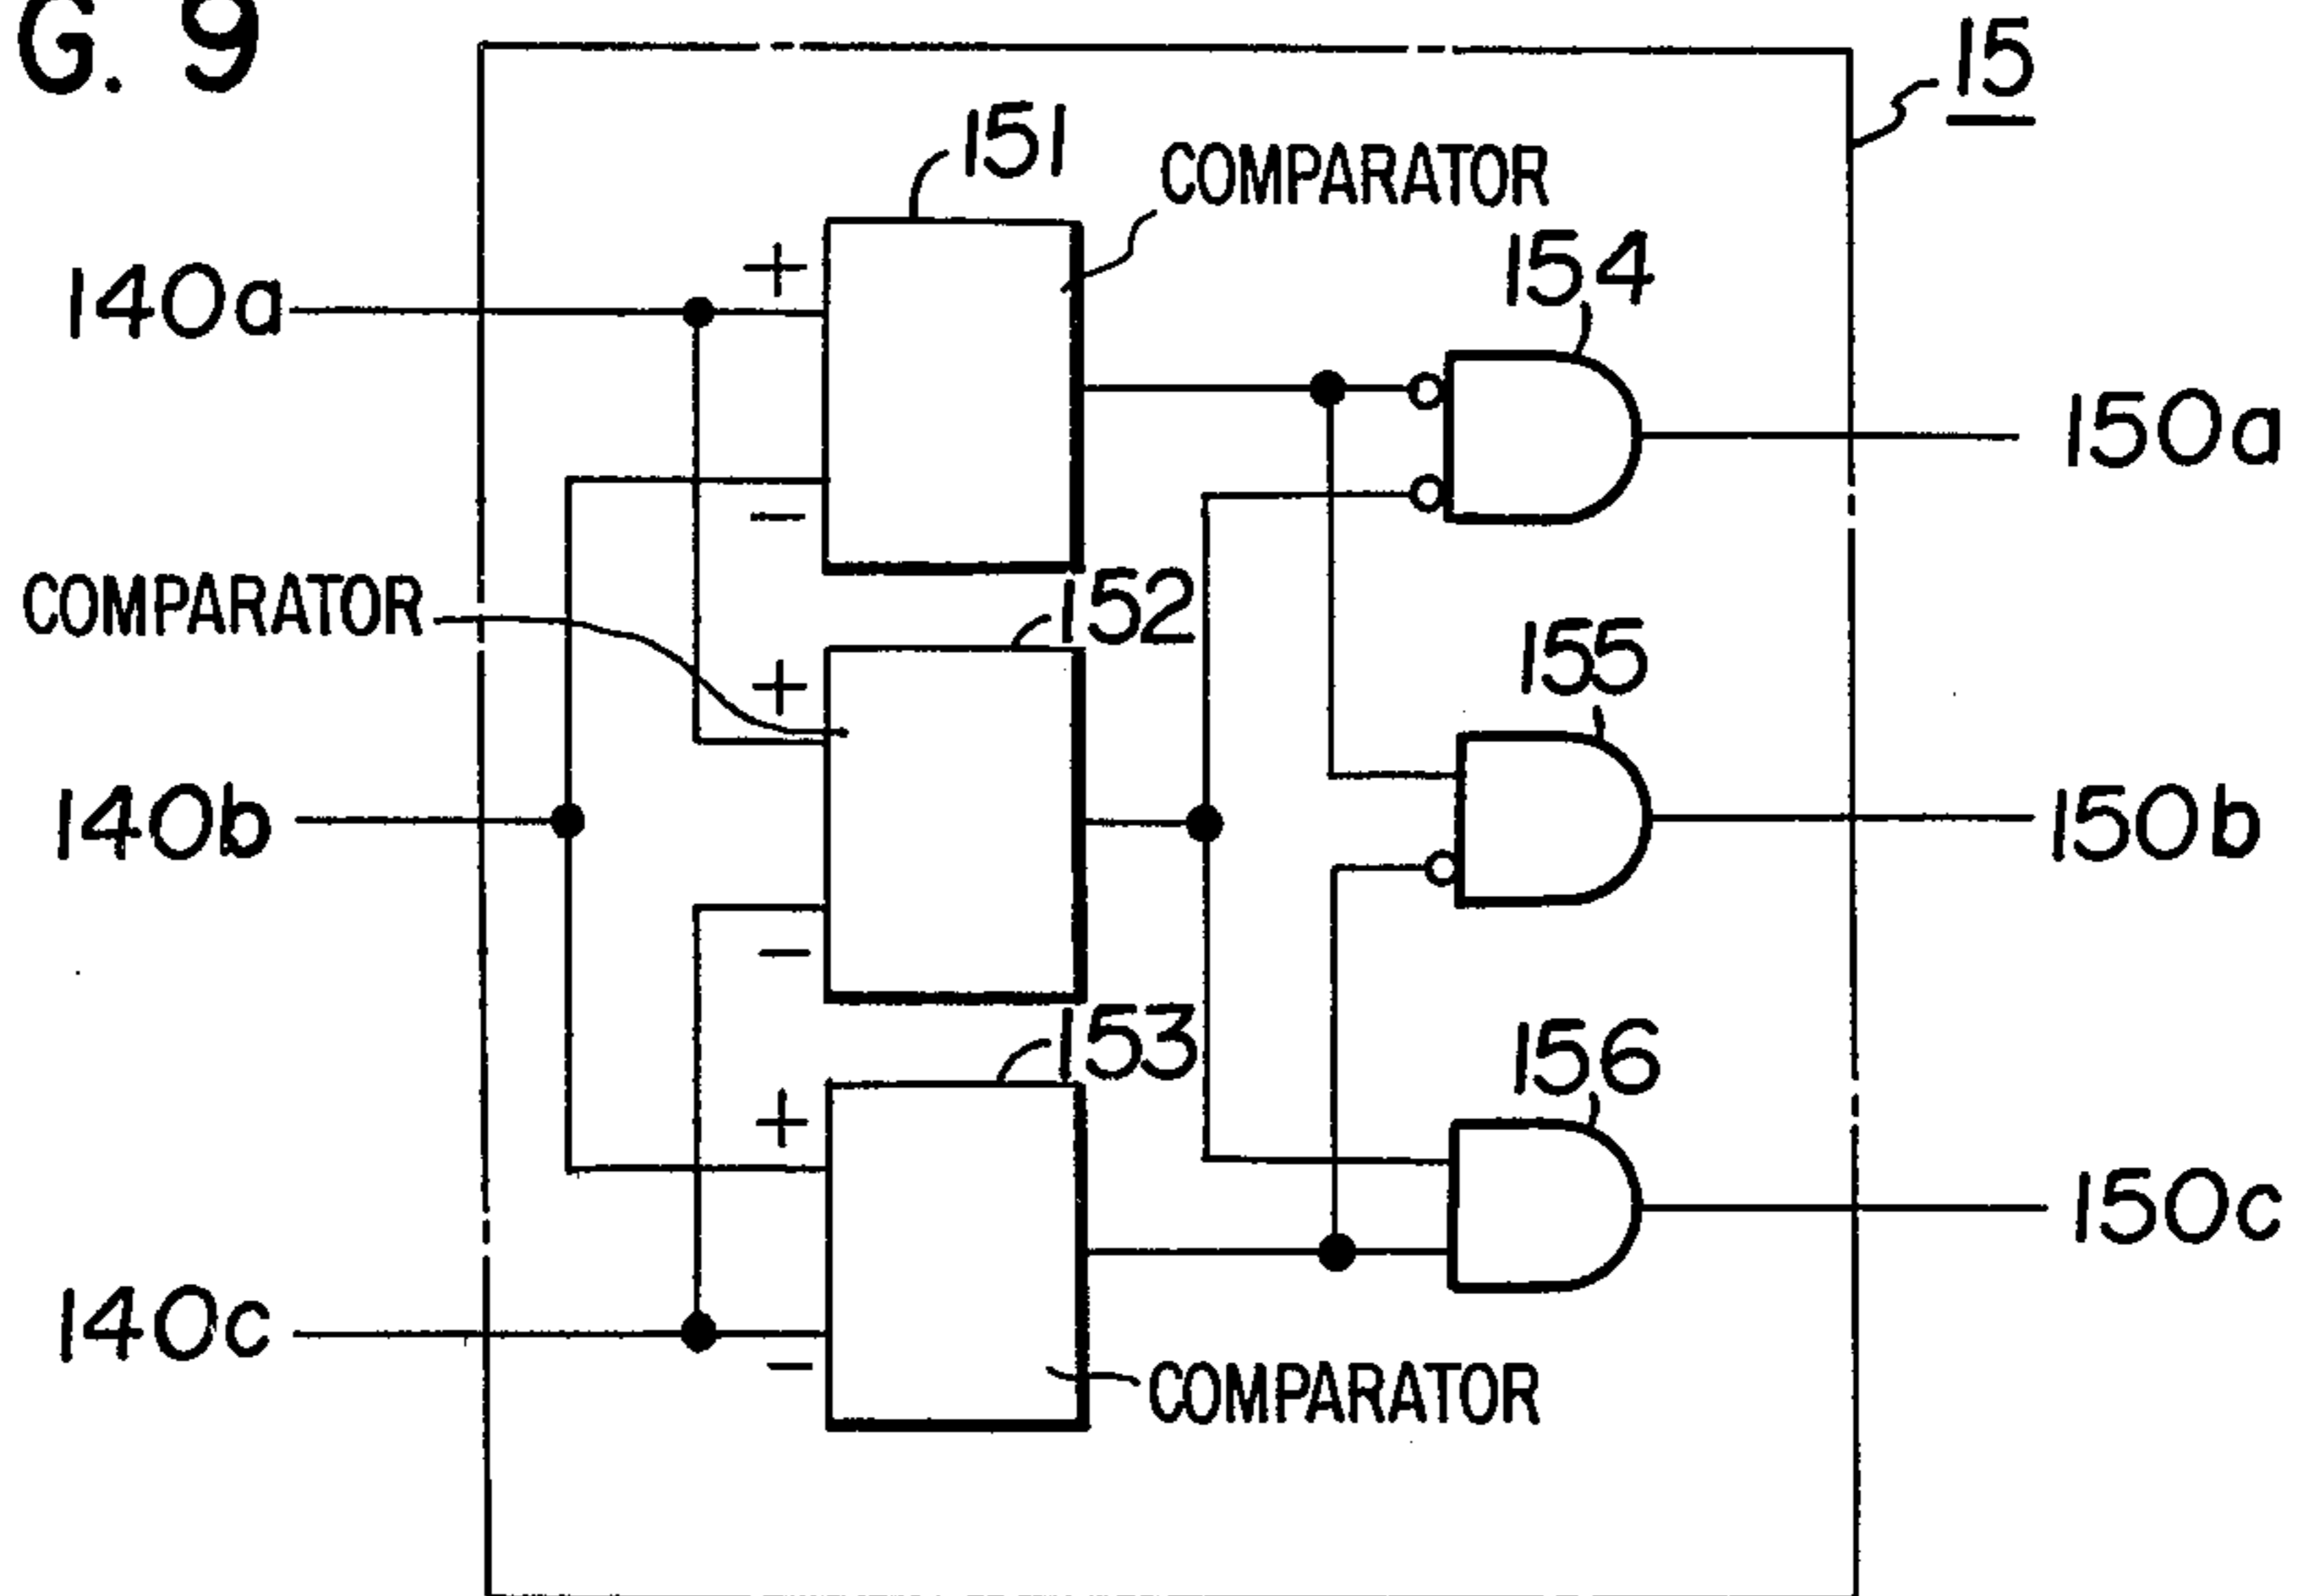 G. 9
15
151
COMPARATOR
154
+
140a
150a
−
COMPARATOR
152
155
+
140b
150b
−
153
156
+
150c
140c
−
COMPARATOR